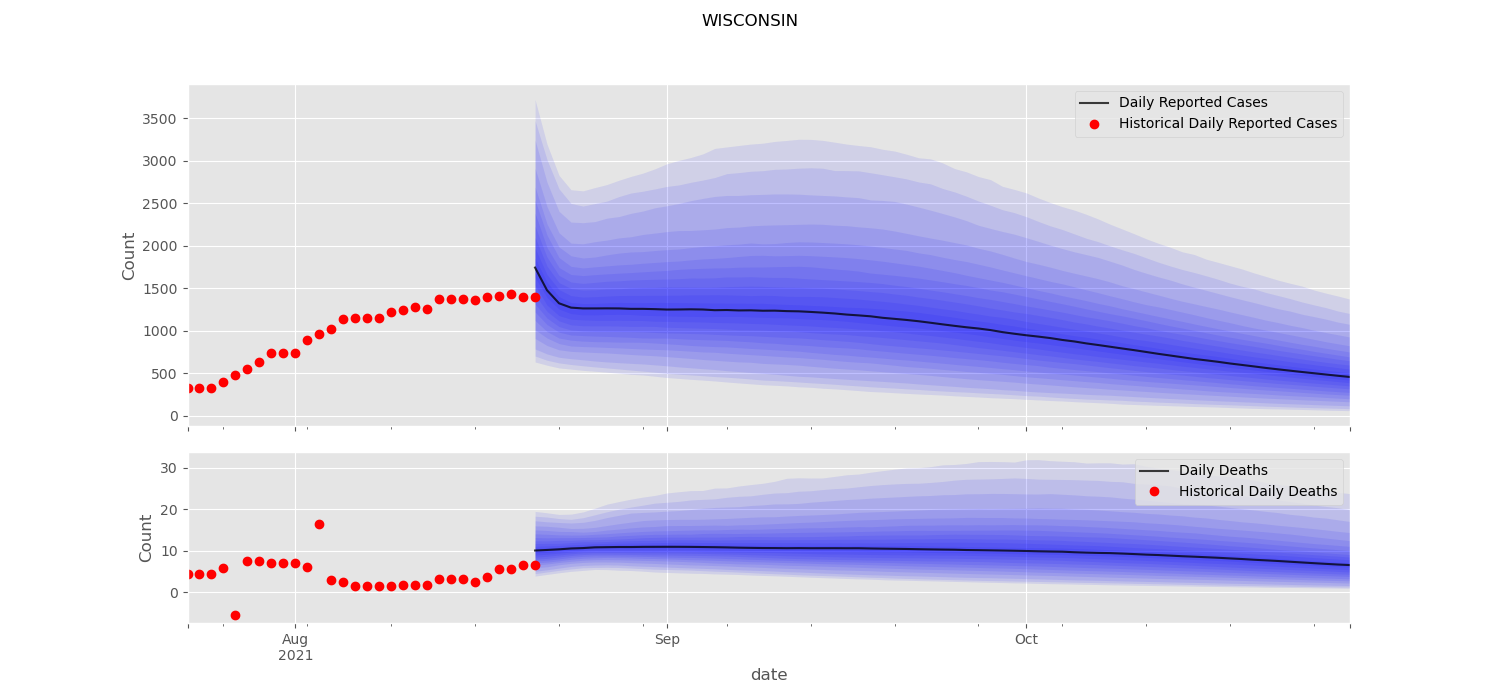 WISCONSIN
Daily Reported Cases
Historical Daily Reported Cases
Count
3500
3000
2500
2000
1500
1000
500
0
Daily Deaths
Historical Daily Deaths
Count
30
20
10
0
Aug
2021
Sep
Oct
date